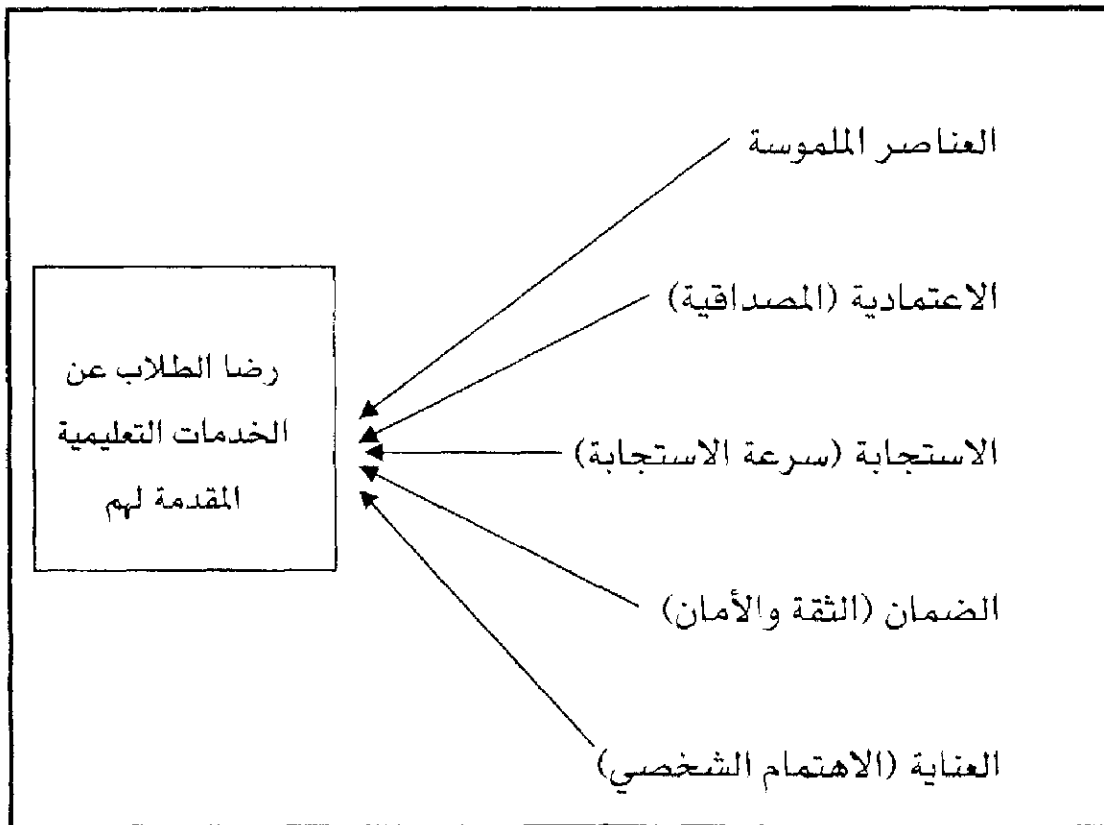 العناصر الملموسة
الاعتمادية (المصداقية)
الاستجابة (سرعة الاستجابة)
الضمان (الثقة والأمان)
العناية (الاهتمام الشخصي)
رضا الطلاب عن
الخدمات التعليمية
المقدمة لهم